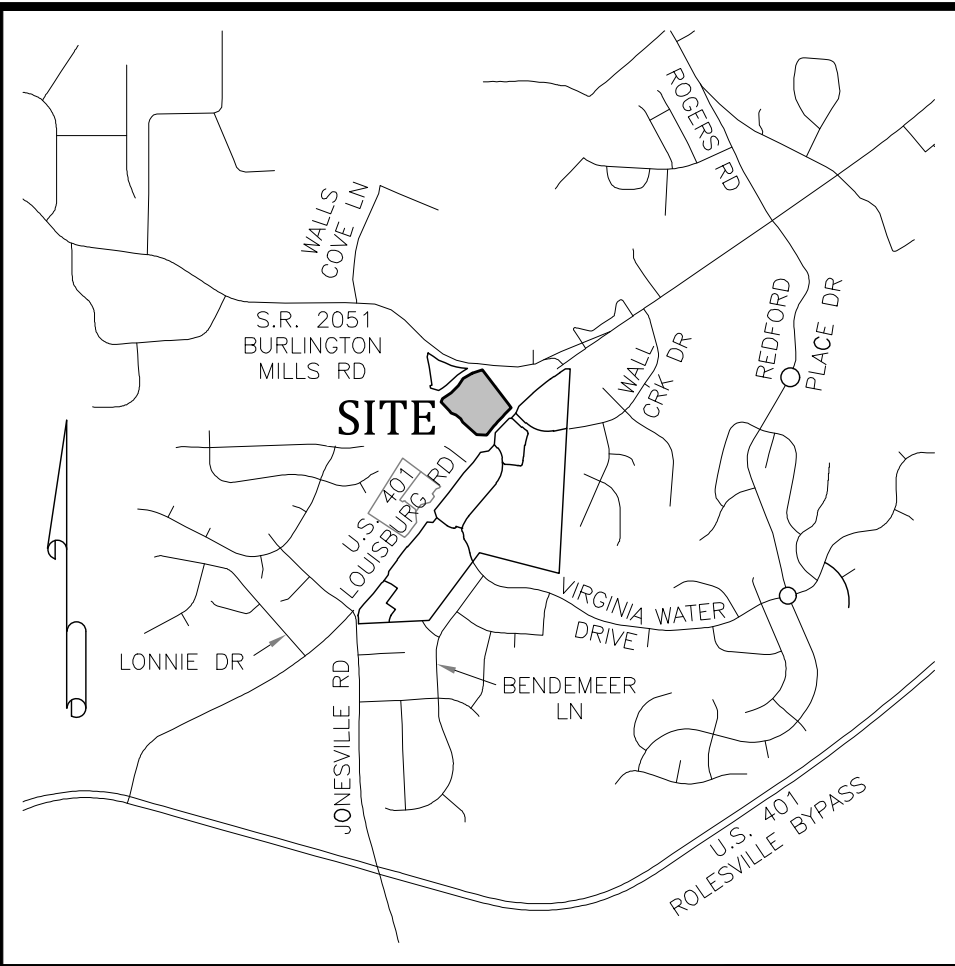 ROGERS RD
WALLS
COVE LN
REDFORD
PLACE DR
S.R. 2051
BURLINGTON
MILLS RD
WALL
CRK DR
SITE
U.S. 401
LOUISBURG RD
VIRGINIA WATER
DRIVE
LONNIE DR
BENDEMEER
LN
JONESVILLE RD
U.S. 401
ROLESVILLE BYPASS